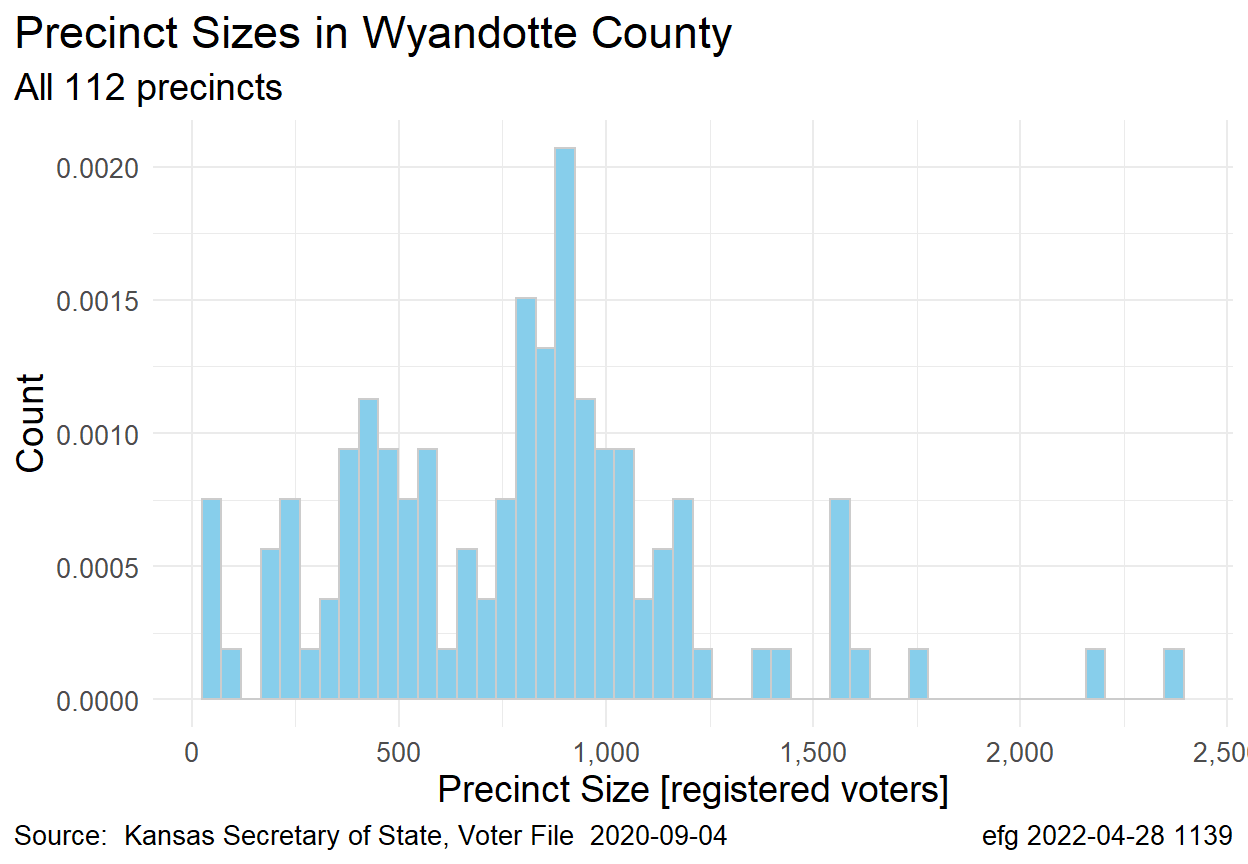 Precinct Sizes in Wyandotte County
All 112 precincts
0.0020
0.0015
0.0010
0.0005
0.0000
Count
0 500 1,000 1,500 2,000 2,50
Precinct Size [registered voters]
Source: Kansas Secretary of State, Voter File 2020-09-04 efg 2022-04-28 1139